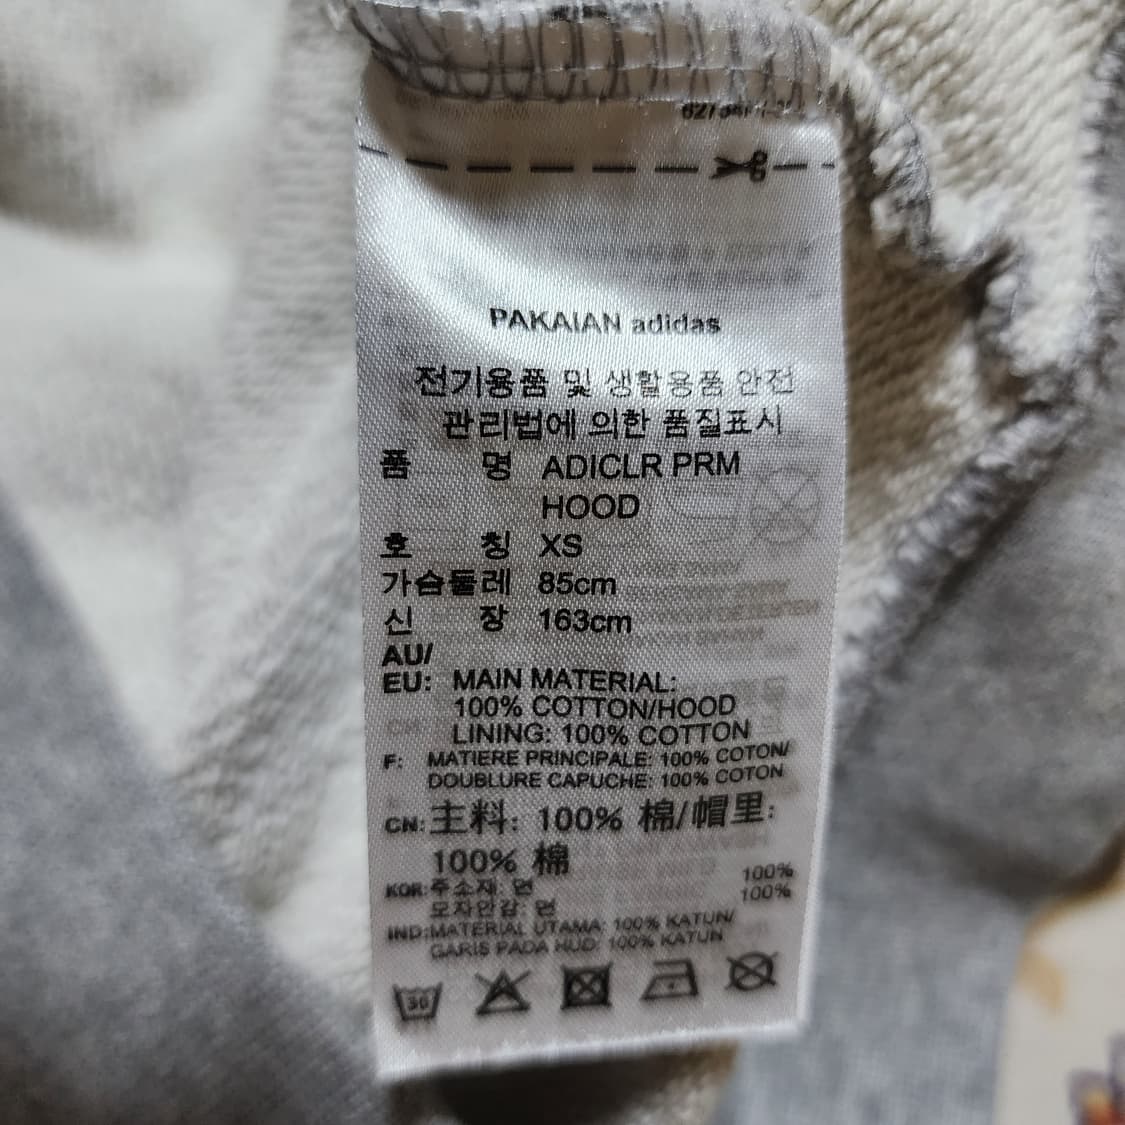 PAKAIAN adidas
전기용품 및 생활용품 안전
관리법에 의한 품질표시
품 명 ADICLR PRM
HOOD
호 칭 XS
가슴둘레 85cm
신 장 163cm
AU/
EU: MAIN MATERIAL:
100% COTTON/HOOD
LINING: 100% COTTON
F: MATIERE PRINCIPALE: 100% COTON/
DOUBLURE CAPUCHE: 100% COTON
CN: 主料: 100% 棉/帽里:
100% 棉
KOR: 주소재: 면 100%
모자안감: 면 100%
IND: MATERIAL UTAMA: 100% KATUN/
GARIS PADA HUD: 100% KATUN
30